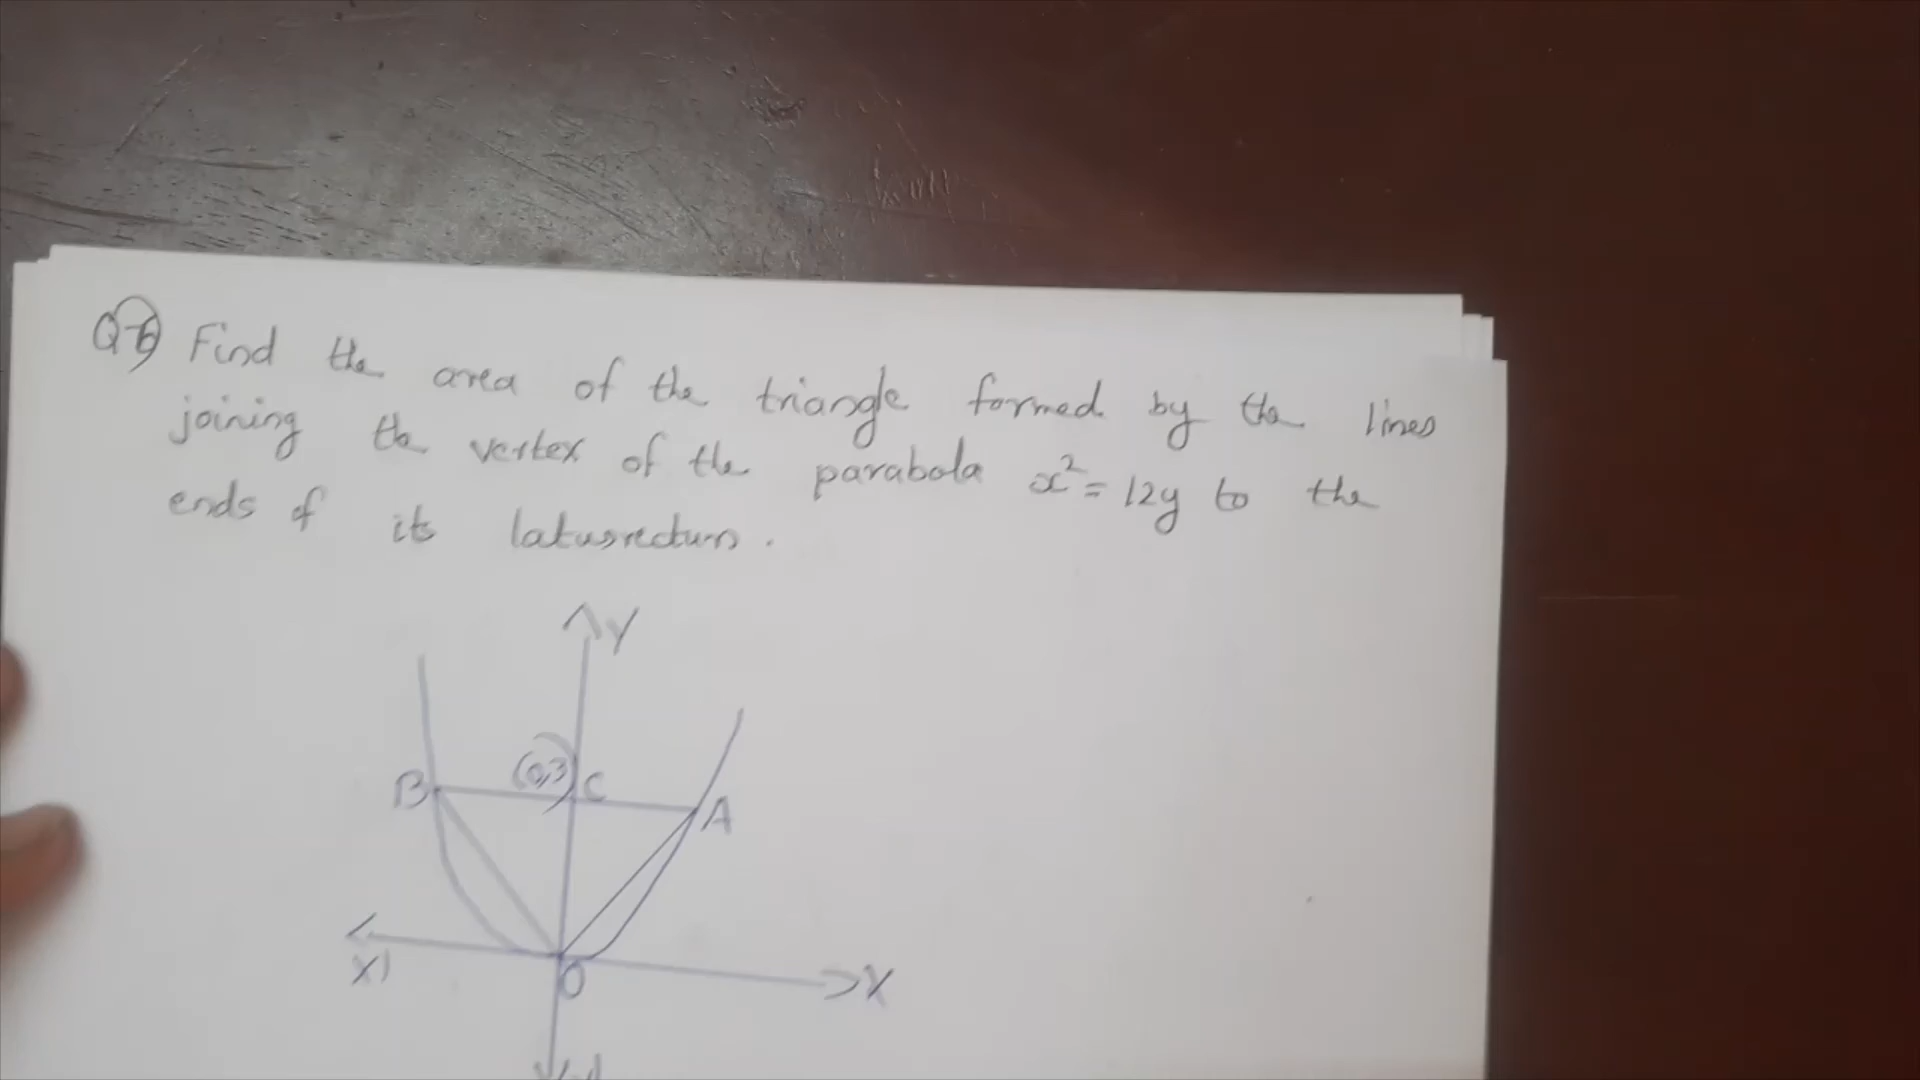 Q6) Find the area of the triangle formed by the lines
joining the vertex of the parabola x² = 12y to the
ends of its latusrectum.
Y
B (0,3) C A
X' O X